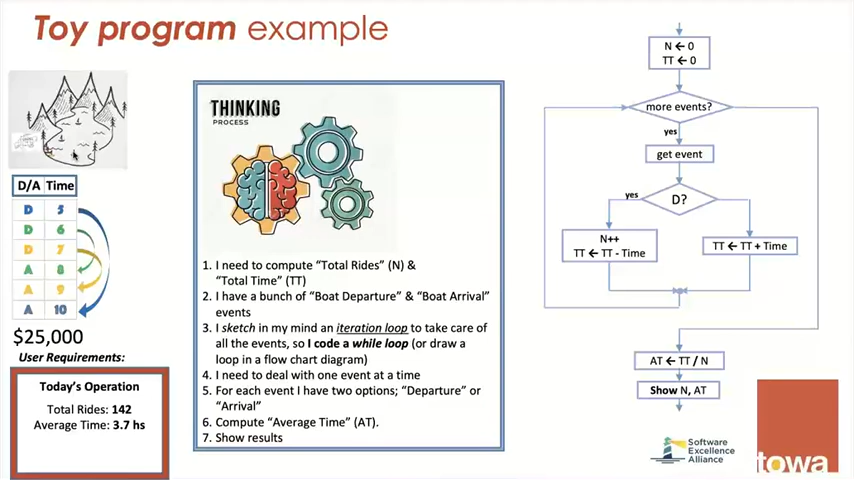 Toy program example
D/A Time
D 5
D 6
D 7
A 8
A 9
A 10
$25,000
User Requirements:
Today's Operation
Total Rides: 142
Average Time: 3.7 hs
THINKING
PROCESS
1. I need to compute "Total Rides" (N) &
"Total Time" (TT)
2. I have a bunch of "Boat Departure" & "Boat Arrival"
events
3. I sketch in my mind an iteration loop to take care of
all the events, so I code a while loop (or draw a
loop in a flow chart diagram)
4. I need to deal with one event at a time
5. For each event I have two options; "Departure" or
"Arrival"
6. Compute "Average Time" (AT).
7. Show results
N ← 0
TT ← 0
more events?
yes
get event
yes
D?
N++
TT ← TT - Time
TT ← TT + Time
AT ← TT / N
Show N, AT
Software
Excellence
Alliance
towa